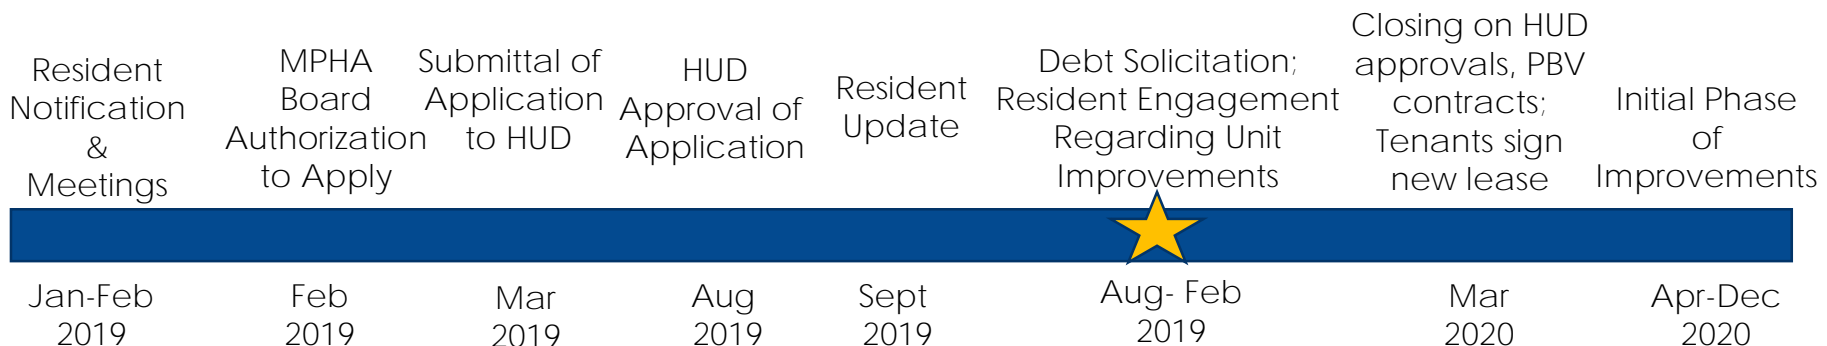 Resident
Notification
&
Meetings
MPHA
Board
Authorization
to Apply
Submittal of
Application
to HUD
HUD
Approval of
Application
Resident
Update
Debt Solicitation;
Resident Engagement
Regarding Unit
Improvements
Closing on HUD
approvals, PBV
contracts;
Tenants sign
new lease
Initial Phase
of
Improvements
Jan-Feb
2019
Feb
2019
Mar
2019
Aug
2019
Sept
2019
Aug- Feb
2019
Mar
2020
Apr-Dec
2020